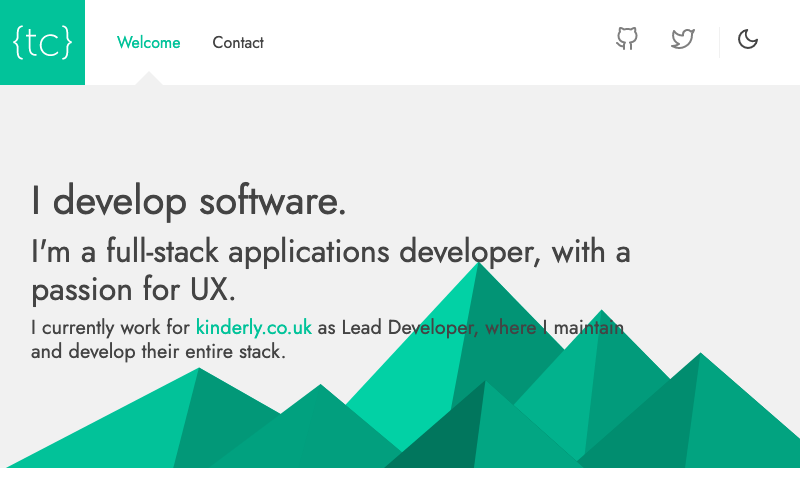 {tc}
Welcome
Contact
I develop software.
I'm a full-stack applications developer, with a
passion for UX.
I currently work for kinderly.co.uk as Lead Developer, where I maintain
and develop their entire stack.